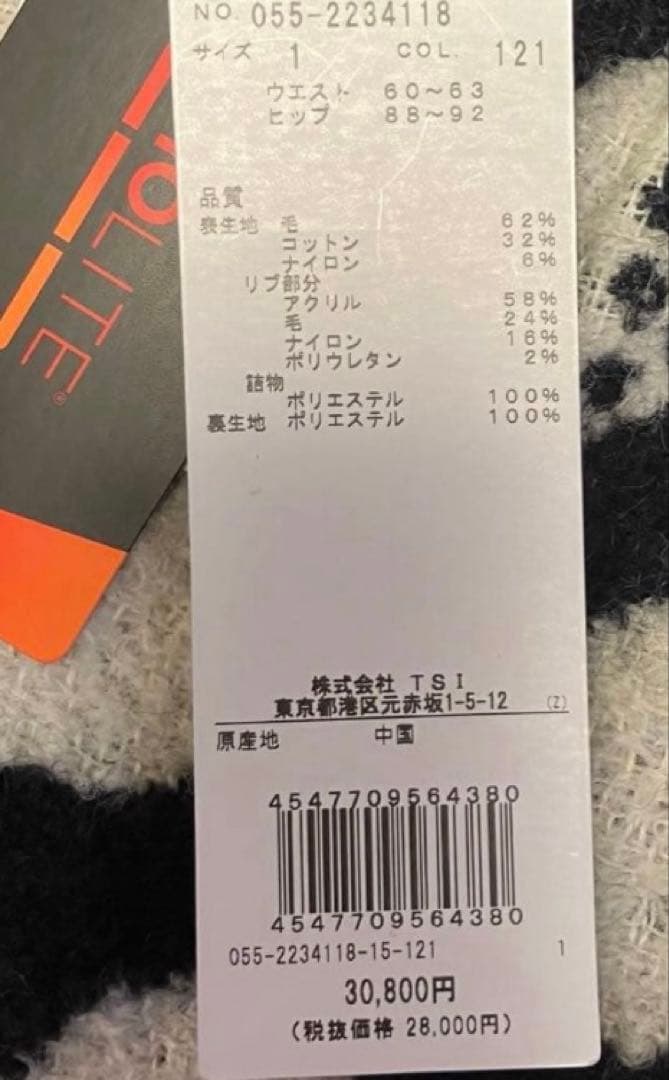 NO. 055-2234118
サイズ 1 COL. 121
ウエスト 60～63
ヒップ 88～92
品質
表生地 毛 62%
コットン 32%
ナイロン 6%
リブ部分
アクリル 58%
毛 24%
ナイロン 16%
ポリウレタン 2%
詰物
ポリエステル 100%
裏生地 ポリエステル 100%
株式会社 TSI
東京都港区元赤坂1-5-12 (Z)
原産地 中国
4547709564380
4547709564380
055-2234118-15-121 1
30,800円
(税抜価格 28,000円)
OLITE®